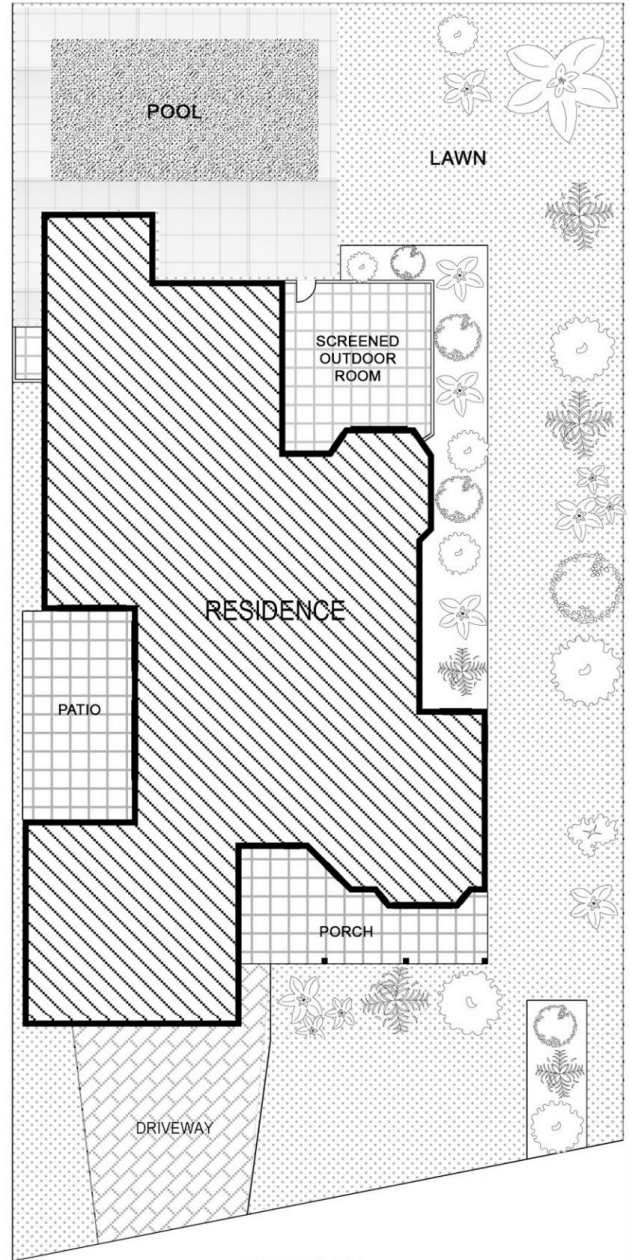 POOL
LAWN
SCREENED
OUTDOOR
ROOM
RESIDENCE
PATIO
PORCH
DRIVEWAY